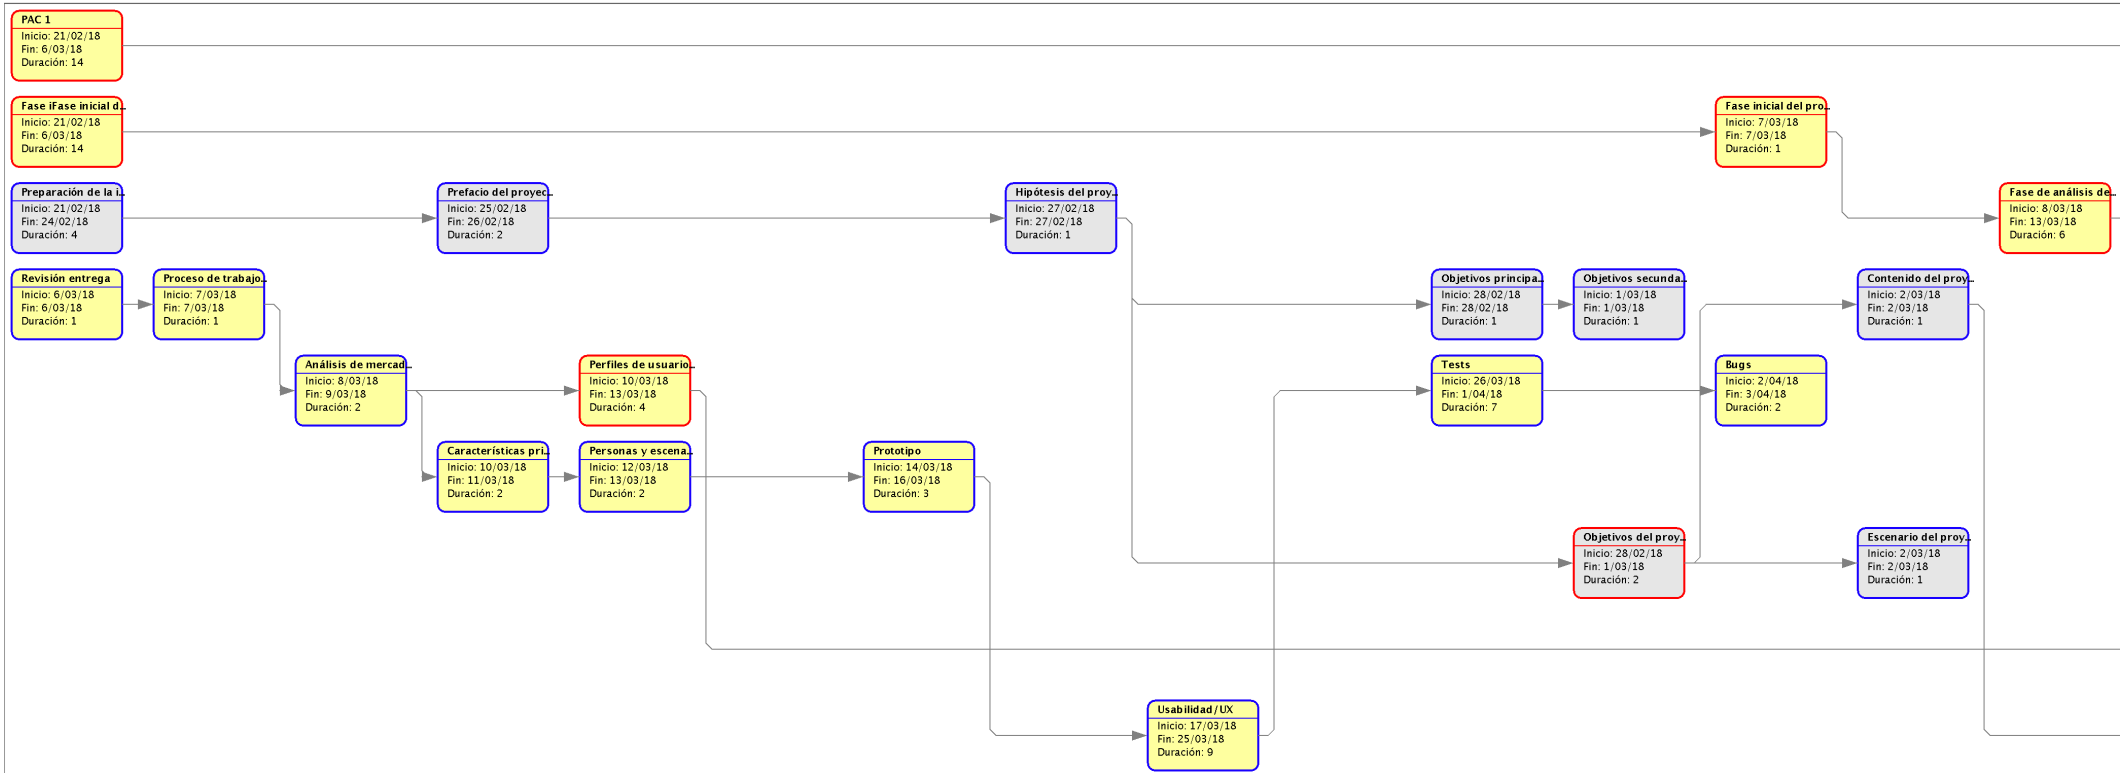 PAC 1
Inicio: 21/02/18
Fin: 6/03/18
Duración: 14
Fase iFase inicial d...
Inicio: 21/02/18
Fin: 6/03/18
Duración: 14
Fase inicial del pro...
Inicio: 7/03/18
Fin: 7/03/18
Duración: 1
Preparación de la i...
Inicio: 21/02/18
Fin: 24/02/18
Duración: 4
Prefacio del proyec...
Inicio: 25/02/18
Fin: 26/02/18
Duración: 2
Hipótesis del proy...
Inicio: 27/02/18
Fin: 27/02/18
Duración: 1
Fase de análisis de...
Inicio: 8/03/18
Fin: 13/03/18
Duración: 6
Revisión entrega
Inicio: 6/03/18
Fin: 6/03/18
Duración: 1
Proceso de trabajo...
Inicio: 7/03/18
Fin: 7/03/18
Duración: 1
Objetivos principa...
Inicio: 28/02/18
Fin: 28/02/18
Duración: 1
Objetivos secunda...
Inicio: 1/03/18
Fin: 1/03/18
Duración: 1
Contenido del proy...
Inicio: 2/03/18
Fin: 2/03/18
Duración: 1
Análisis de mercad...
Inicio: 8/03/18
Fin: 9/03/18
Duración: 2
Perfiles de usuario...
Inicio: 10/03/18
Fin: 13/03/18
Duración: 4
Tests
Inicio: 26/03/18
Fin: 1/04/18
Duración: 7
Bugs
Inicio: 2/04/18
Fin: 3/04/18
Duración: 2
Características pri...
Inicio: 10/03/18
Fin: 11/03/18
Duración: 2
Personas y escena...
Inicio: 12/03/18
Fin: 13/03/18
Duración: 2
Prototipo
Inicio: 14/03/18
Fin: 16/03/18
Duración: 3
Objetivos del proy...
Inicio: 28/02/18
Fin: 1/03/18
Duración: 2
Escenario del proy...
Inicio: 2/03/18
Fin: 2/03/18
Duración: 1
Usabilidad/UX
Inicio: 17/03/18
Fin: 25/03/18
Duración: 9